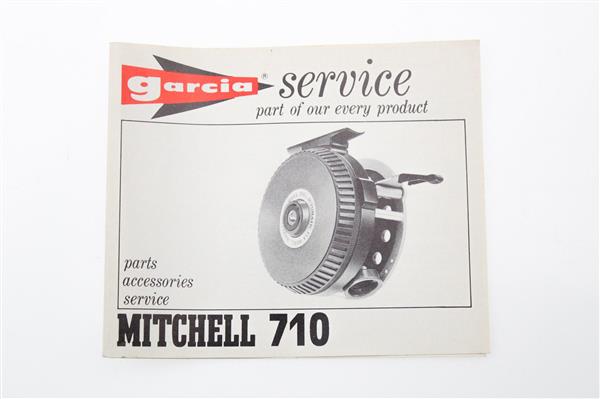 garcia® service
part of our every product
parts
accessories
service
MITCHELL 710